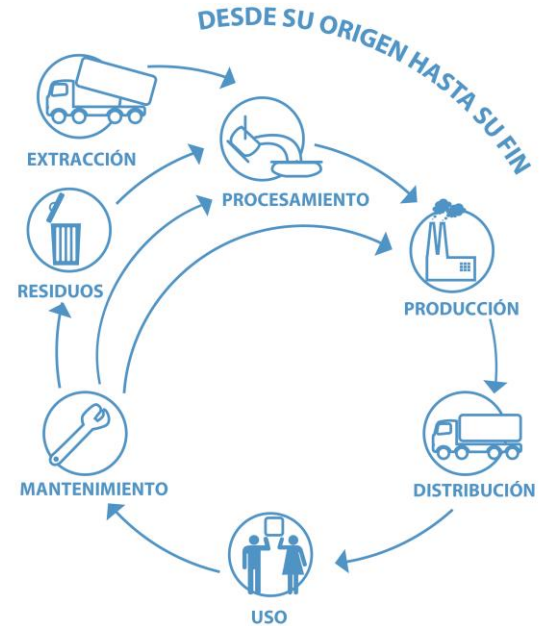 DESDE SU ORIGEN HASTA SU FIN
EXTRACCIÓN
PROCESAMIENTO
RESIDUOS
PRODUCCIÓN
MANTENIMIENTO
DISTRIBUCIÓN
USO